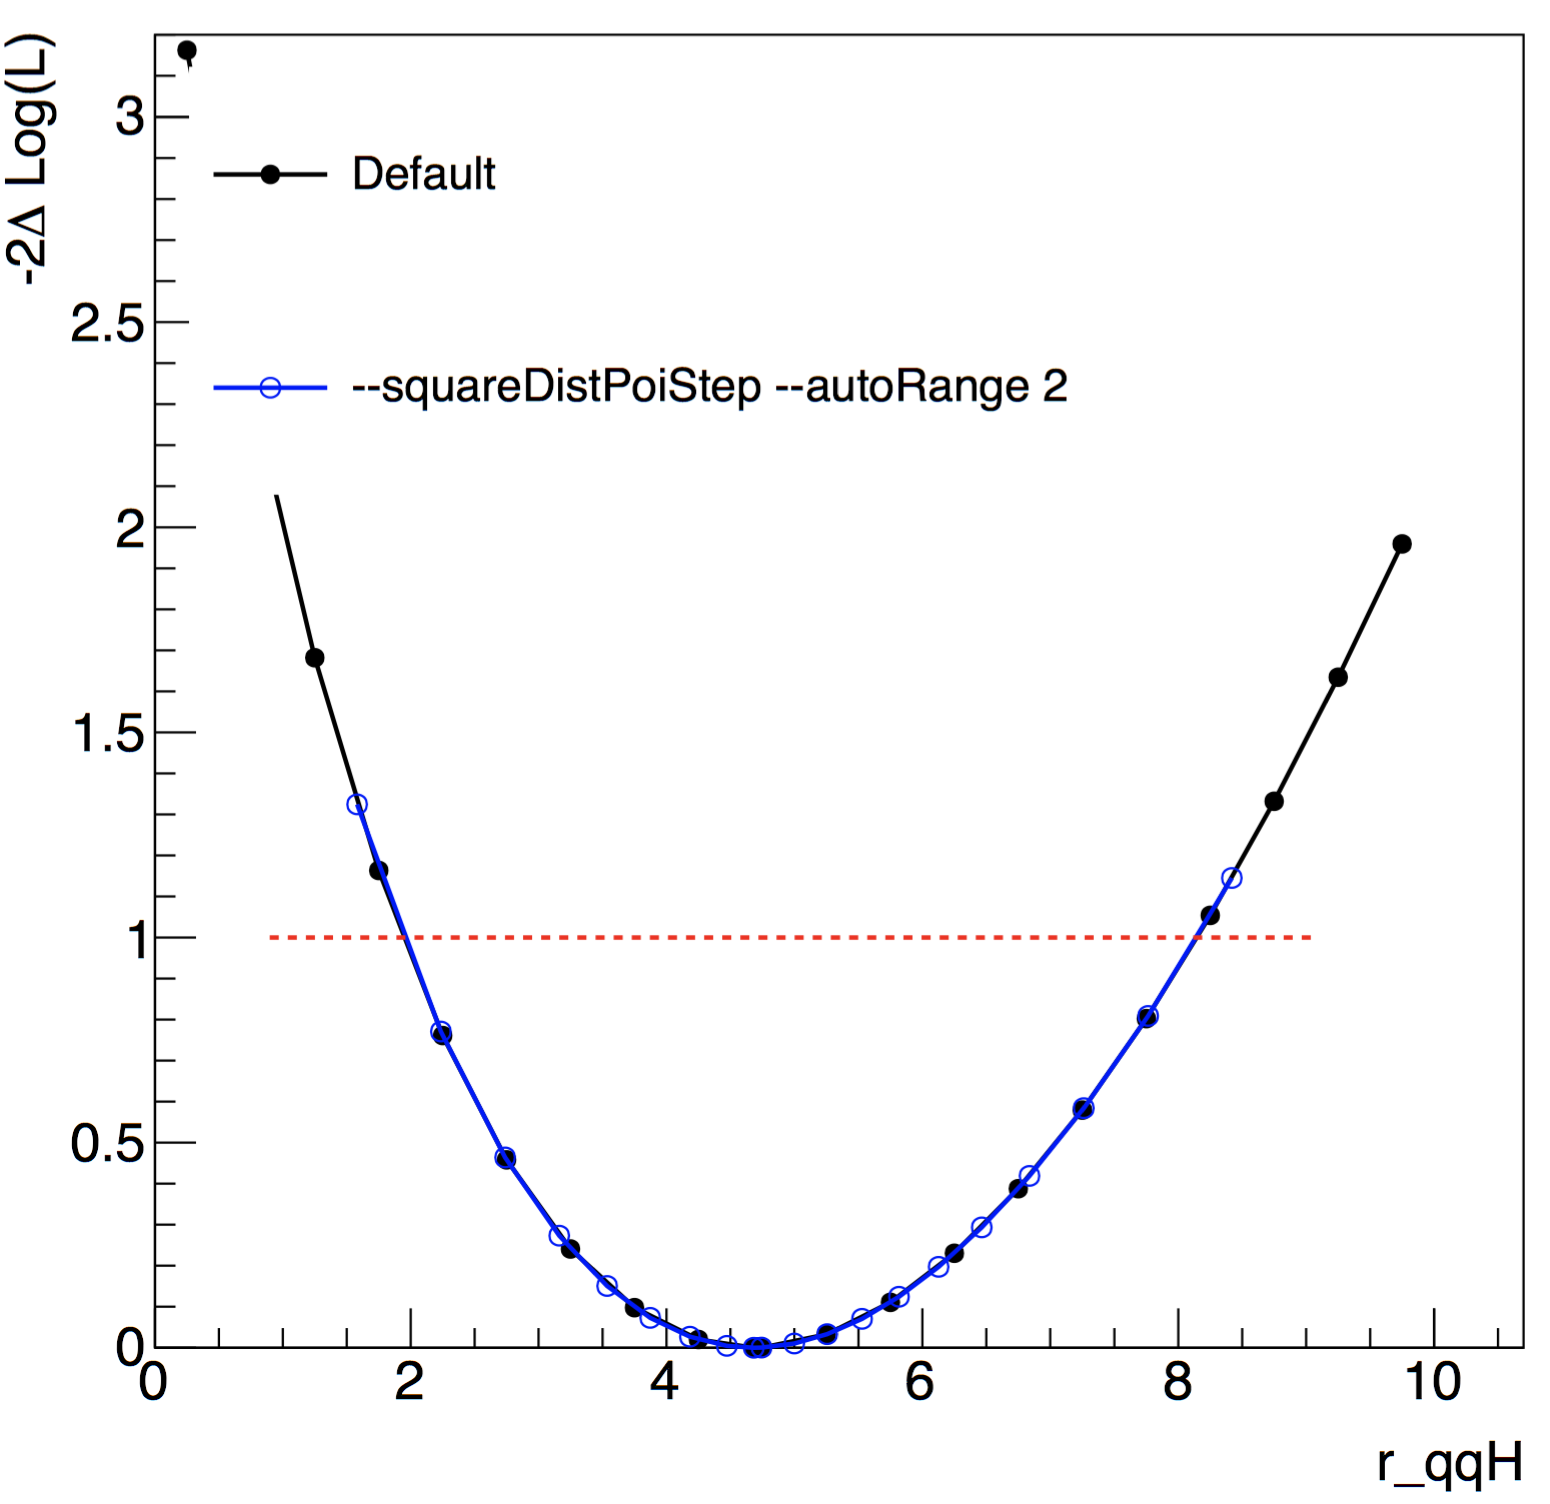 -2Δ Log(L)
3
2.5
2
1.5
1
0.5
0
Default
--squareDistPoiStep --autoRange 2
0 2 4 6 8 10
r_qqH